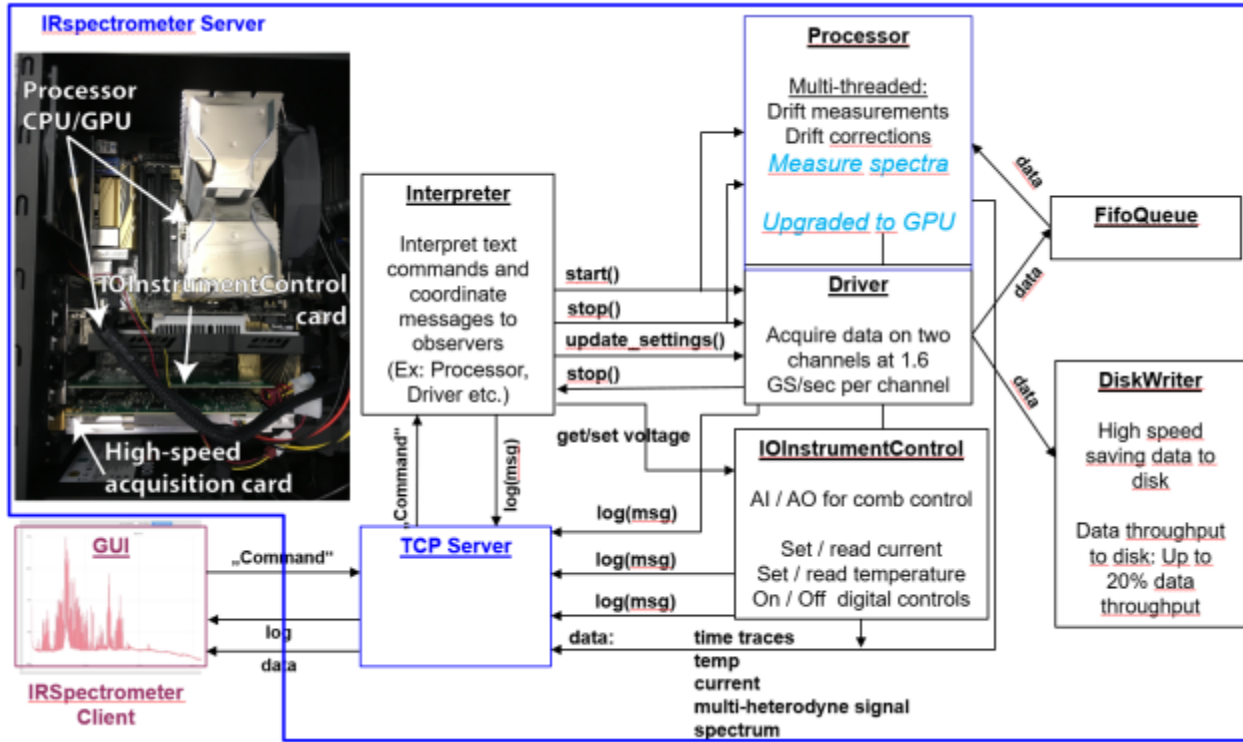 IRspectrometer Server
Processor
CPU/GPU
IOInstrumentControl
card
High-speed
acquisition card
Processor
Multi-threaded:
Drift measurements
Drift corrections
Measure spectra
Upgraded to GPU
Interpreter
Interpret text
commands and
coordinate
messages to
observers
(Ex: Processor,
Driver etc.)
start()
stop()
update_settings()
stop()
get/set voltage
Driver
Acquire data on two
channels at 1.6
GS/sec per channel
data
data
data
FifoQueue
DiskWriter
High speed
saving data to
disk
Data throughput
to disk: Up to
20% data
throughput
IOInstrumentControl
AI / AO for comb control
Set / read current
Set / read temperature
On / Off digital controls
„Command“
log(msg)
log(msg)
log(msg)
log(msg)
TCP Server
GUI
„Command“
log
data
IRSpectrometer
Client
data:
time traces
temp
current
multi-heterodyne signal
spectrum